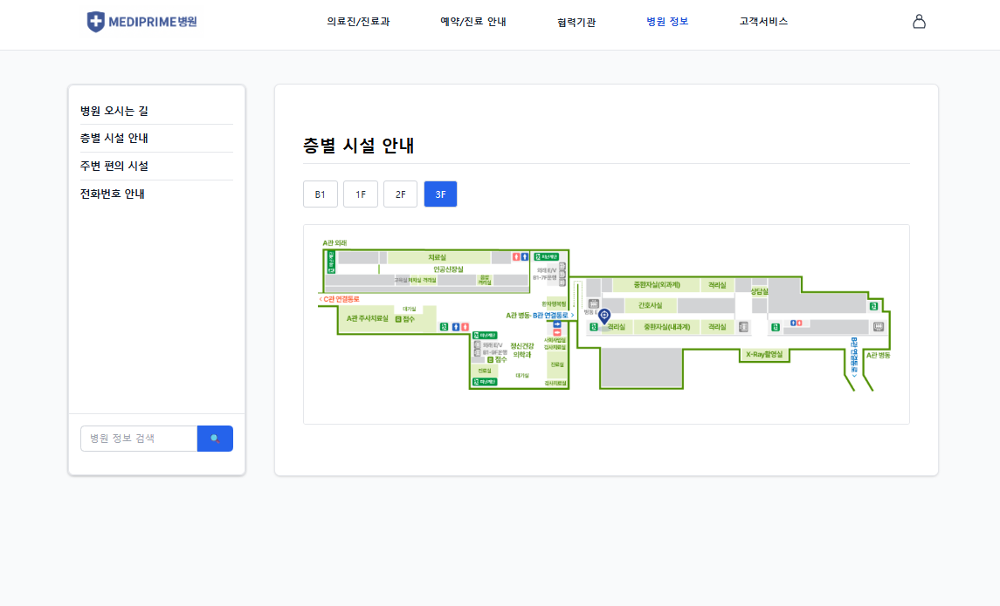 MEDIPRIME병원
의료진/진료과
예약/진료 안내
협력기관
병원 정보
고객서비스
병원 오시는 길
층별 시설 안내
주변 편의 시설
전화번호 안내
병원 정보 검색
층별 시설 안내
B1
1F
2F
3F
A관 외래
치료실
인공신장실
격리실
외래 E/V
B1-7F운행
< C관 연결통로
대기실
A관 주사치료실
접수
A관 병동·B관 연결통로 >
중환자실(외과계)
격리실
상담실
간호사실
격리실
중환자실(내과계)
격리실
외래 E/V
정신건강
의학과
접수
진료실
대기실
진료실
X-Ray촬영실
B관 연결통로 >
A관 병동